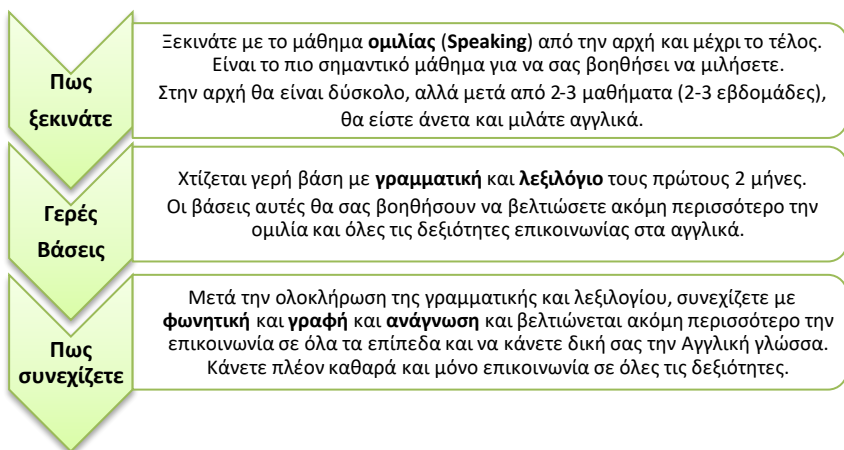 Πως
ξεκινάτε
Ξεκινάτε με το μάθημα ομιλίας (Speaking) από την αρχή και μέχρι το τέλος.
Είναι το πιο σημαντικό μάθημα για να σας βοηθήσει να μιλήσετε.
Στην αρχή θα είναι δύσκολο, αλλά μετά από 2-3 μαθήματα (2-3 εβδομάδες),
θα είστε άνετα και μιλάτε αγγλικά.
Γερές
Βάσεις
Χτίζεται γερή βάση με γραμματική και λεξιλόγιο τους πρώτους 2 μήνες.
Οι βάσεις αυτές θα σας βοηθήσουν να βελτιώσετε ακόμη περισσότερο την
ομιλία και όλες τις δεξιότητες επικοινωνίας στα αγγλικά.
Πως
συνεχίζετε
Μετά την ολοκλήρωση της γραμματικής και λεξιλογίου, συνεχίζετε με
φωνητική και γραφή και ανάγνωση και βελτιώνεται ακόμη περισσότερο την
επικοινωνία σε όλα τα επίπεδα και να κάνετε δική σας την Αγγλική γλώσσα.
Κάνετε πλέον καθαρά και μόνο επικοινωνία σε όλες τις δεξιότητες.